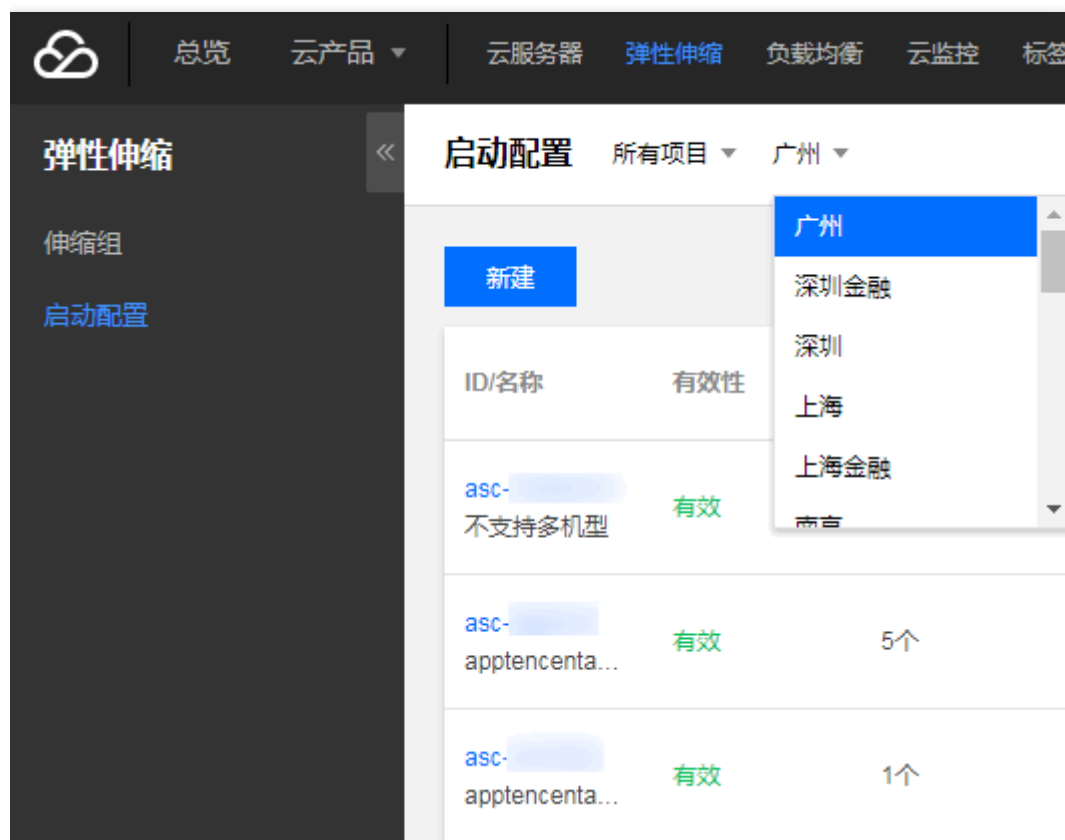 总览 云产品 云服务器 弹性伸缩 负载均衡 云监控 标签
弹性伸缩 « 启动配置 所有项目 广州
伸缩组
启动配置
新建
广州
深圳金融
深圳
上海
上海金融
南京
ID/名称 有效性
asc-
不支持多机型
有效
asc-
apptencenta...
有效 5个
asc-
apptencenta...
有效 1个